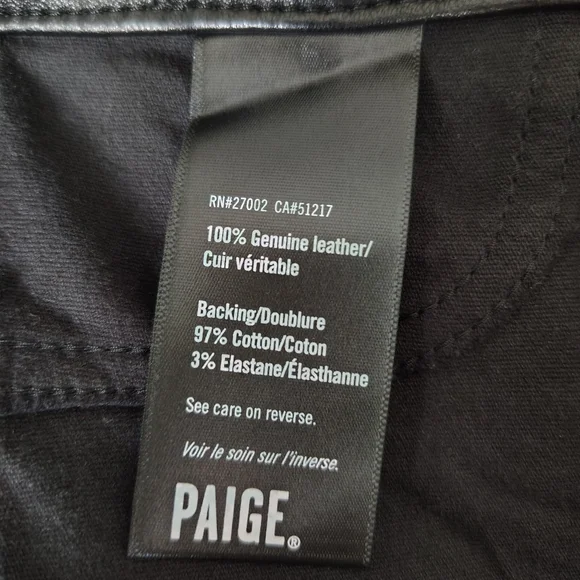 RN#27002 CA#51217
100% Genuine leather/
Cuir véritable
Backing/Doublure
97% Cotton/Coton
3% Elastane/Élasthanne
See care on reverse.
Voir le soin sur l'inverse.
PAIGE®